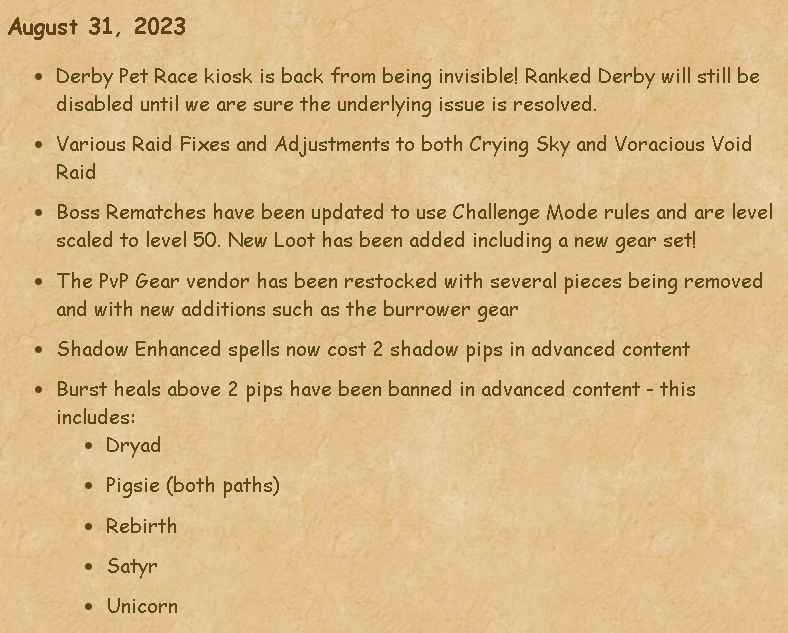 August 31, 2023
• Derby Pet Race kiosk is back from being invisible! Ranked Derby will still be
disabled until we are sure the underlying issue is resolved.
• Various Raid Fixes and Adjustments to both Crying Sky and Voracious Void
Raid
• Boss Rematches have been updated to use Challenge Mode rules and are level
scaled to level 50. New Loot has been added including a new gear set!
• The PvP Gear vendor has been restocked with several pieces being removed
and with new additions such as the burrower gear
• Shadow Enhanced spells now cost 2 shadow pips in advanced content
• Burst heals above 2 pips have been banned in advanced content - this
includes:
• Dryad
• Pigsie (both paths)
• Rebirth
• Satyr
• Unicorn